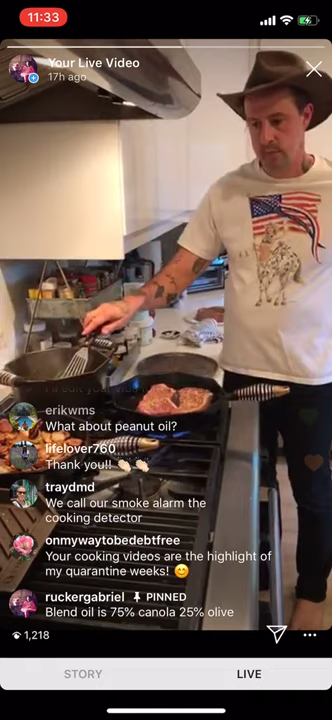 11:33
Your Live Video
17h ago
erikwms
What about peanut oil?
lifelover760
Thank you!! 👏🏻👏🏻
traydmd
We call our smoke alarm the
cooking detector
onmywaytobedebtfree
Your cooking videos are the highlight of
my quarantine weeks! 😊
ruckergabriel PINNED
Blend oil is 75% canola 25% olive
1,218
STORY LIVE